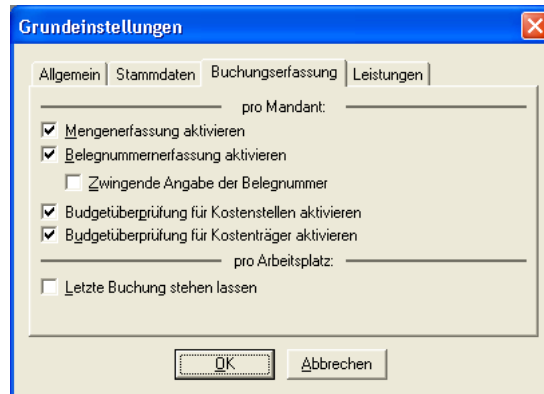 Grundeinstellungen
Allgemein Stammdaten Buchungserfassung Leistungen
pro Mandant:
Mengenerfassung aktivieren
Belegnummernerfassung aktivieren
Zwingende Angabe der Belegnummer
Budgetüberprüfung für Kostenstellen aktivieren
Budgetüberprüfung für Kostenträger aktivieren
pro Arbeitsplatz:
Letzte Buchung stehen lassen
OK Abbrechen